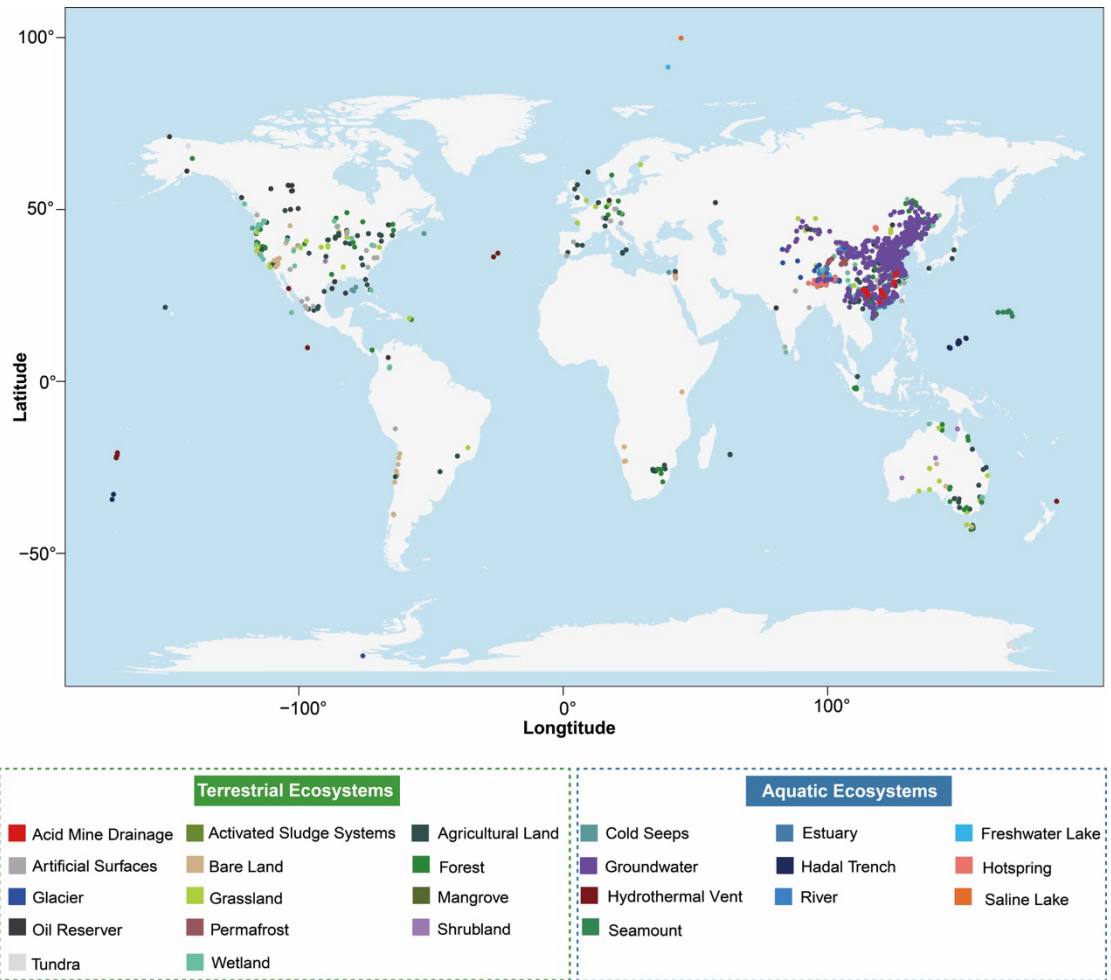 100°
50°
0°
−50°
Latitude
−100°
0°
100°
Longtitude
Terrestrial Ecosystems
Acid Mine Drainage
Activated Sludge Systems
Agricultural Land
Artificial Surfaces
Bare Land
Forest
Glacier
Grassland
Mangrove
Oil Reserver
Permafrost
Shrubland
Tundra
Wetland
Aquatic Ecosystems
Cold Seeps
Estuary
Freshwater Lake
Groundwater
Hadal Trench
Hotspring
Hydrothermal Vent
River
Saline Lake
Seamount